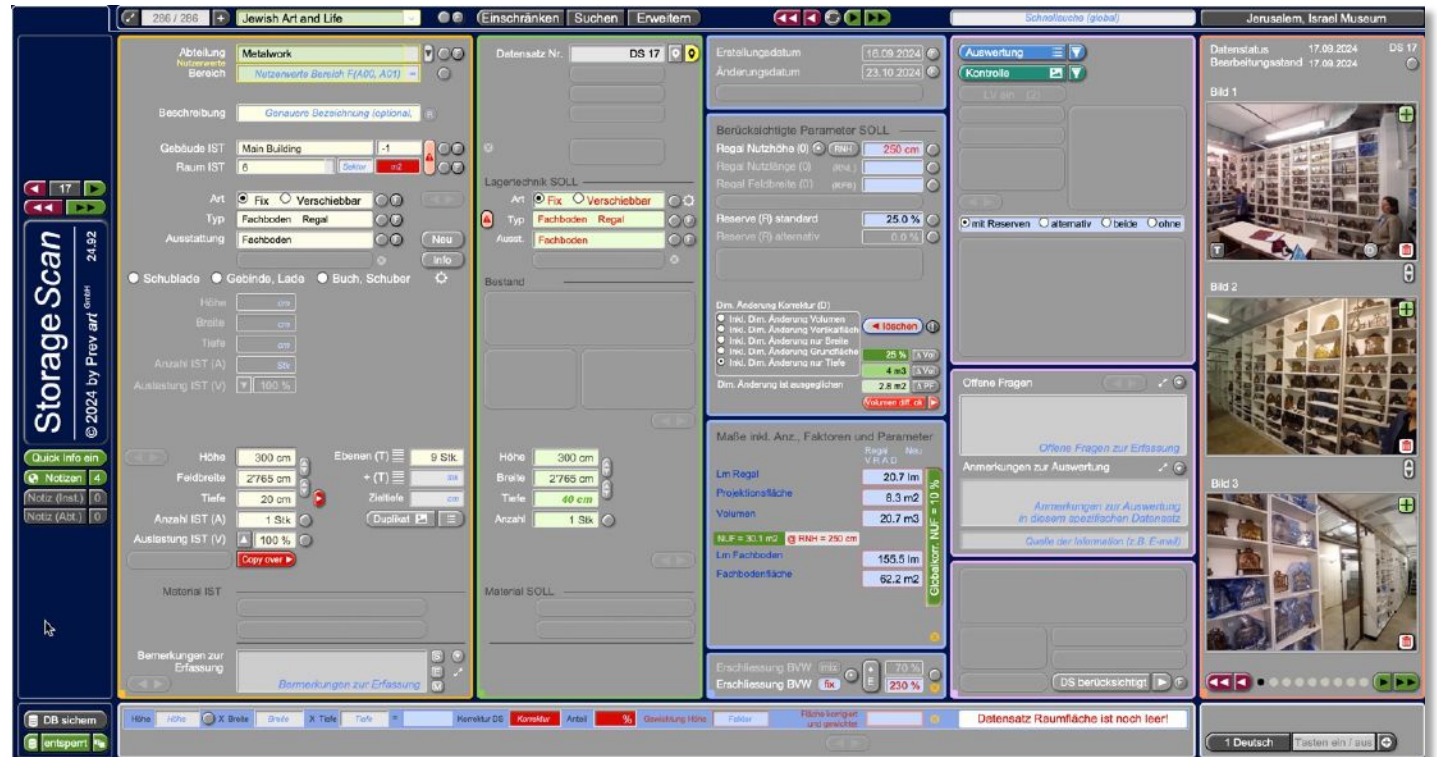 286 / 286 + Jewish Art and Life
Einschränken Suchen Erweitern
Schnellsuche (global)
Jerusalem, Israel Museum
17
StorageScan 24.92
© 2024 by Prev art GmbH
Quick Info ein
Notizen 4
Notiz (Inst.) 0
Notiz (Abt.) 0
DB sichern
entsperrt
Abteilung Metalwork
Nutzerwerte
Bereich Nutzerwerte Bereich F(A00, A01)
Beschreibung Genauere Bezeichnung (optional,
Gebäude IST Main Building -1
Raum IST 6 Sektor m2
Art Fix Verschiebbar
Typ Fachboden Regal
Ausstattung Fachboden Neu
Info
Schublade Gebinde, Lade Buch, Schuber
Höhe cm
Breite cm
Tiefe cm
Anzahl IST (A) Stk
Auslastung IST (V) 100 %
Höhe 300 cm Ebenen (T) 9 Stk.
Feldbreite 2'765 cm + (T) Stk
Tiefe 20 cm Zieltiefe cm
Anzahl IST (A) 1 Stk Duplikat
Auslastung IST (V) 100 %
Copy over
Material IST
Bemerkungen zur
Erfassung
Bemerkungen zur Erfassung
Datensatz Nr. DS 17
Lagertechnik SOLL
Art Fix Verschiebbar
Typ Fachboden Regal
Ausst. Fachboden
Bestand
Höhe 300 cm
Breite 2'765 cm
Tiefe 40 cm
Anzahl 1 Stk
Material SOLL
Erstellungsdatum 16.09.2024
Änderungsdatum 23.10.2024
Berücksichtigte Parameter SOLL
Regal Nutzhöhe (0) RNH 250 cm
Regal Nutzlänge (0) (RNL)
Regal Feldbreite (0) (RFB)
Reserve (R) standard 25.0 %
Reserve (R) alternativ 0.0 %
Dim. Änderung Korrektur (D)
Inkl. Dim. Änderung Volumen
Inkl. Dim. Änderung Vertikalfläche
Inkl. Dim. Änderung nur Breite
Inkl. Dim. Änderung Grundfläche
Inkl. Dim. Änderung nur Tiefe
löschen
25 % Δ Vol
4 m3 Δ Vol
Dim. Änderung ist ausgeglichen 2.8 m2 Δ PF
Volumen diff. ok
Maße inkl. Anz., Faktoren und Parameter
Regal Neu
V R A D
Lm Regal 20.7 lm
Projektionsfläche 8.3 m2
Volumen 20.7 m3
NUF = 30.1 m2 @ RNH = 250 cm
Lm Fachboden 155.5 lm
Fachbodenfläche 62.2 m2
Globalkorr. NUF = 10 %
Erschliessung BVW mix 70 %
Erschliessung BVW fix E 230 %
Auswertung
Kontrolle
LV ein (2)
mit Reserven alternativ beide ohne
Offene Fragen
Offene Fragen zur Erfassung
Anmerkungen zur Auswertung
Anmerkungen zur Auswertung
in diesem spezifischen Datensatz
Quelle der Information (z.B. E-mail)
DS berücksichtigt
Datenstatus 17.09.2024 DS 17
Bearbeitungsstand 17.09.2024
Bild 1
T
Bild 2
Bild 3
Höhe Höhe X Breite Breite X Tiefe Tiefe = Korrektur DS Korrektur Anteil % Gewichtung Höhe Faktor Fläche korrigiert
und gewichtet
Datensatz Raumfläche ist noch leer!
1 Deutsch Tasten ein / aus